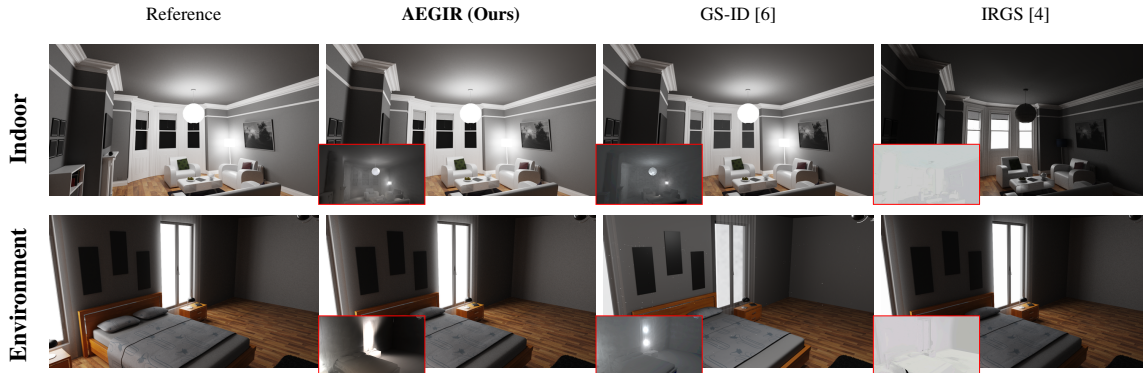 Reference AEGIR (Ours) GS-ID [6] IRGS [4]
Indoor
Environment